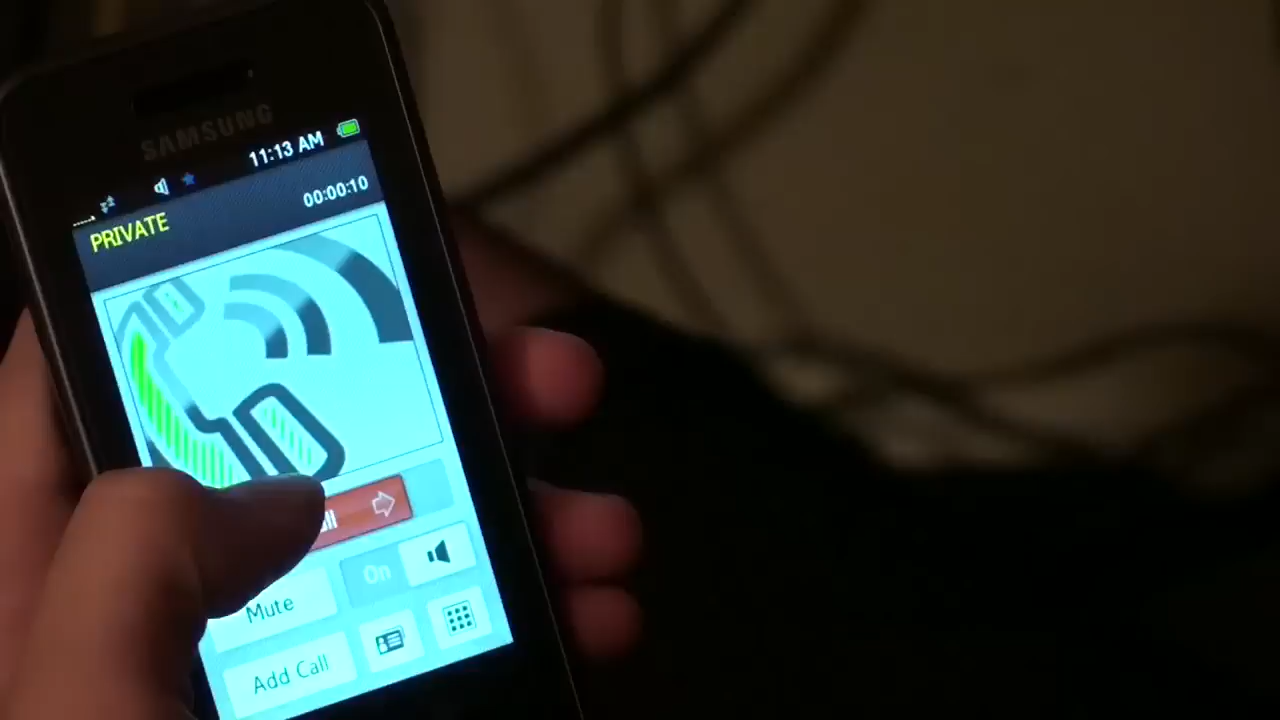 SAMSUNG
11:13 AM
00:00:10
PRIVATE
On
Mute
Add Call